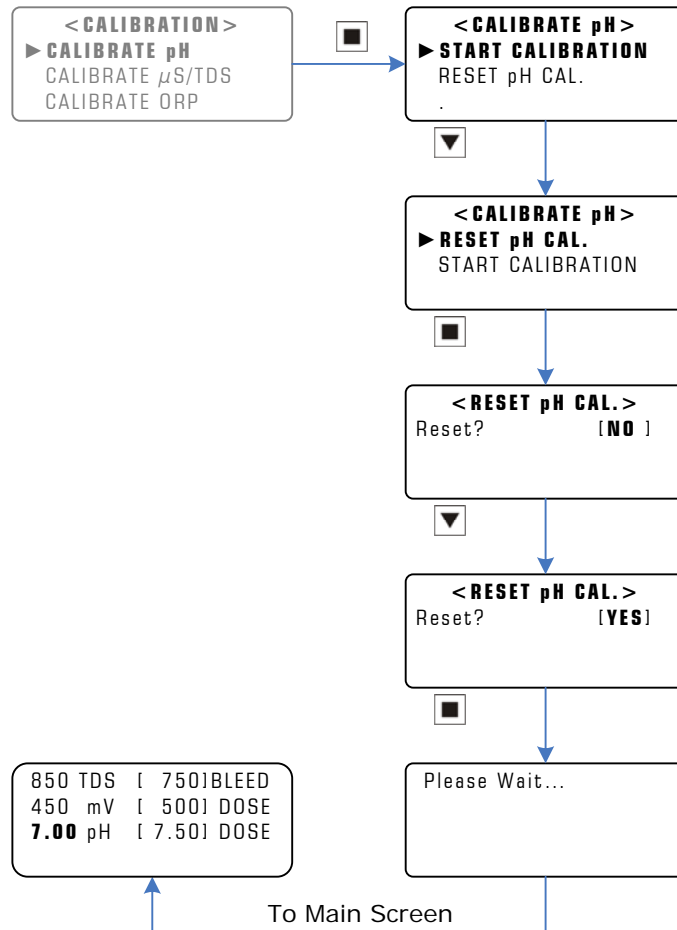 <CALIBRATION>
►CALIBRATE pH
CALIBRATE µS/TDS
CALIBRATE ORP
<CALIBRATE pH>
►START CALIBRATION
RESET pH CAL.
.
<CALIBRATE pH>
►RESET pH CAL.
START CALIBRATION
<RESET pH CAL.>
Reset? [NO ]
<RESET pH CAL.>
Reset? [YES]
Please Wait...
850 TDS [ 750]BLEED
450 mV [ 500] DOSE
7.00 pH [ 7.50] DOSE
To Main Screen